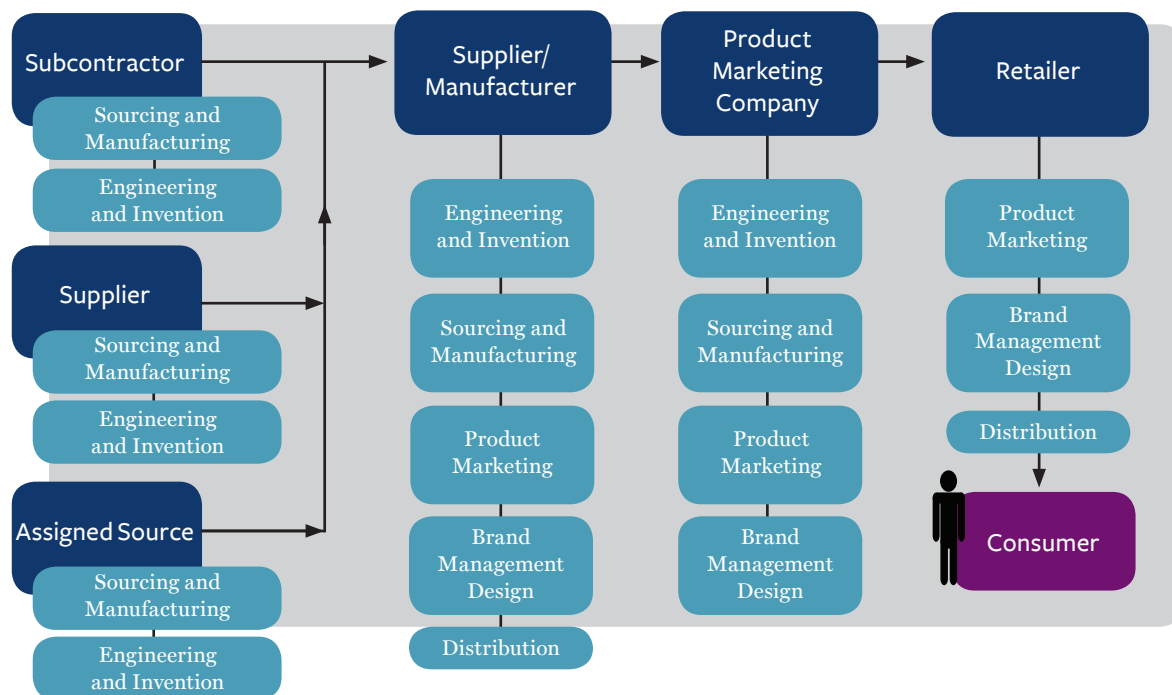 Subcontractor
Sourcing and
Manufacturing
Engineering
and Invention
Supplier
Sourcing and
Manufacturing
Engineering
and Invention
Assigned Source
Sourcing and
Manufacturing
Engineering
and Invention
Supplier/
Manufacturer
Engineering
and Invention
Sourcing and
Manufacturing
Product
Marketing
Brand
Management
Design
Distribution
Product
Marketing
Company
Engineering
and Invention
Sourcing and
Manufacturing
Product
Marketing
Brand
Management
Design
Retailer
Product
Marketing
Brand
Management
Design
Distribution
Consumer